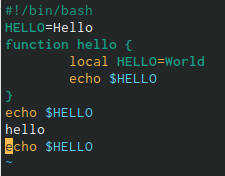 #!/bin/bash
HELLO=Hello
function hello {
        local HELLO=World
        echo $HELLO
}
echo $HELLO
hello
echo $HELLO
~